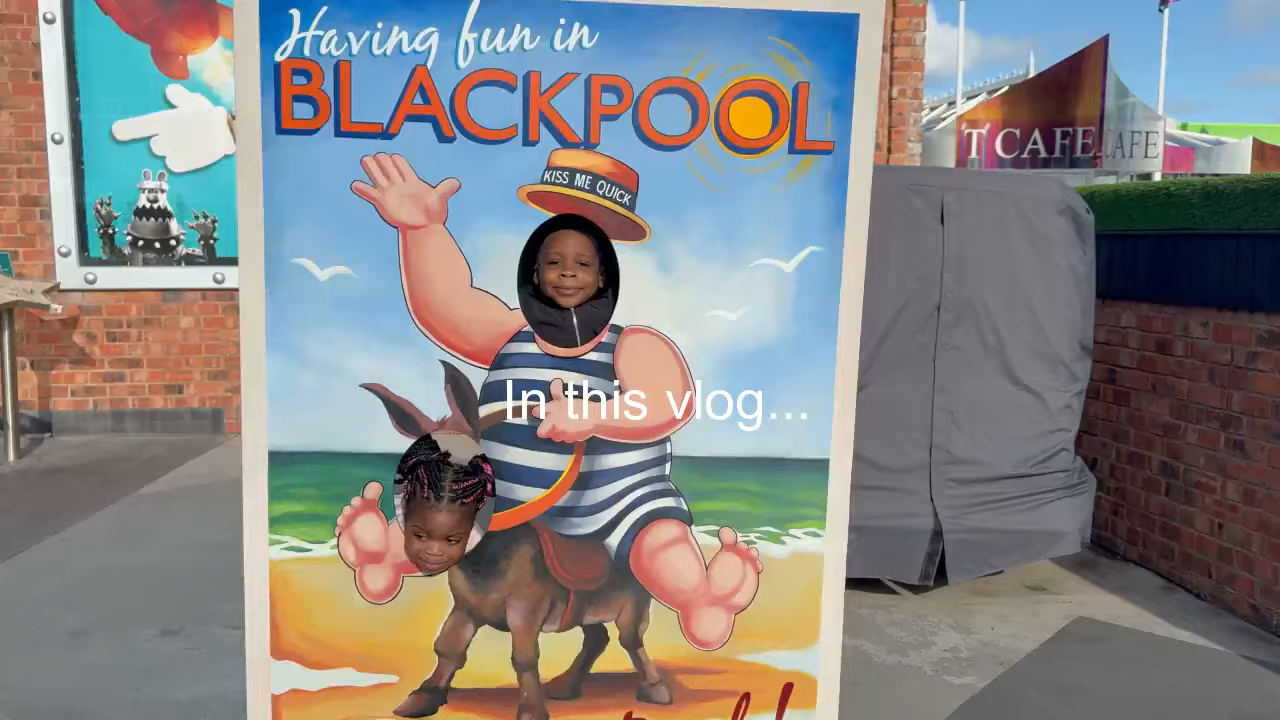 Having fun in
BLACKPOOL
KISS ME QUICK
'T' CAFE
CAFE
In this vlog...